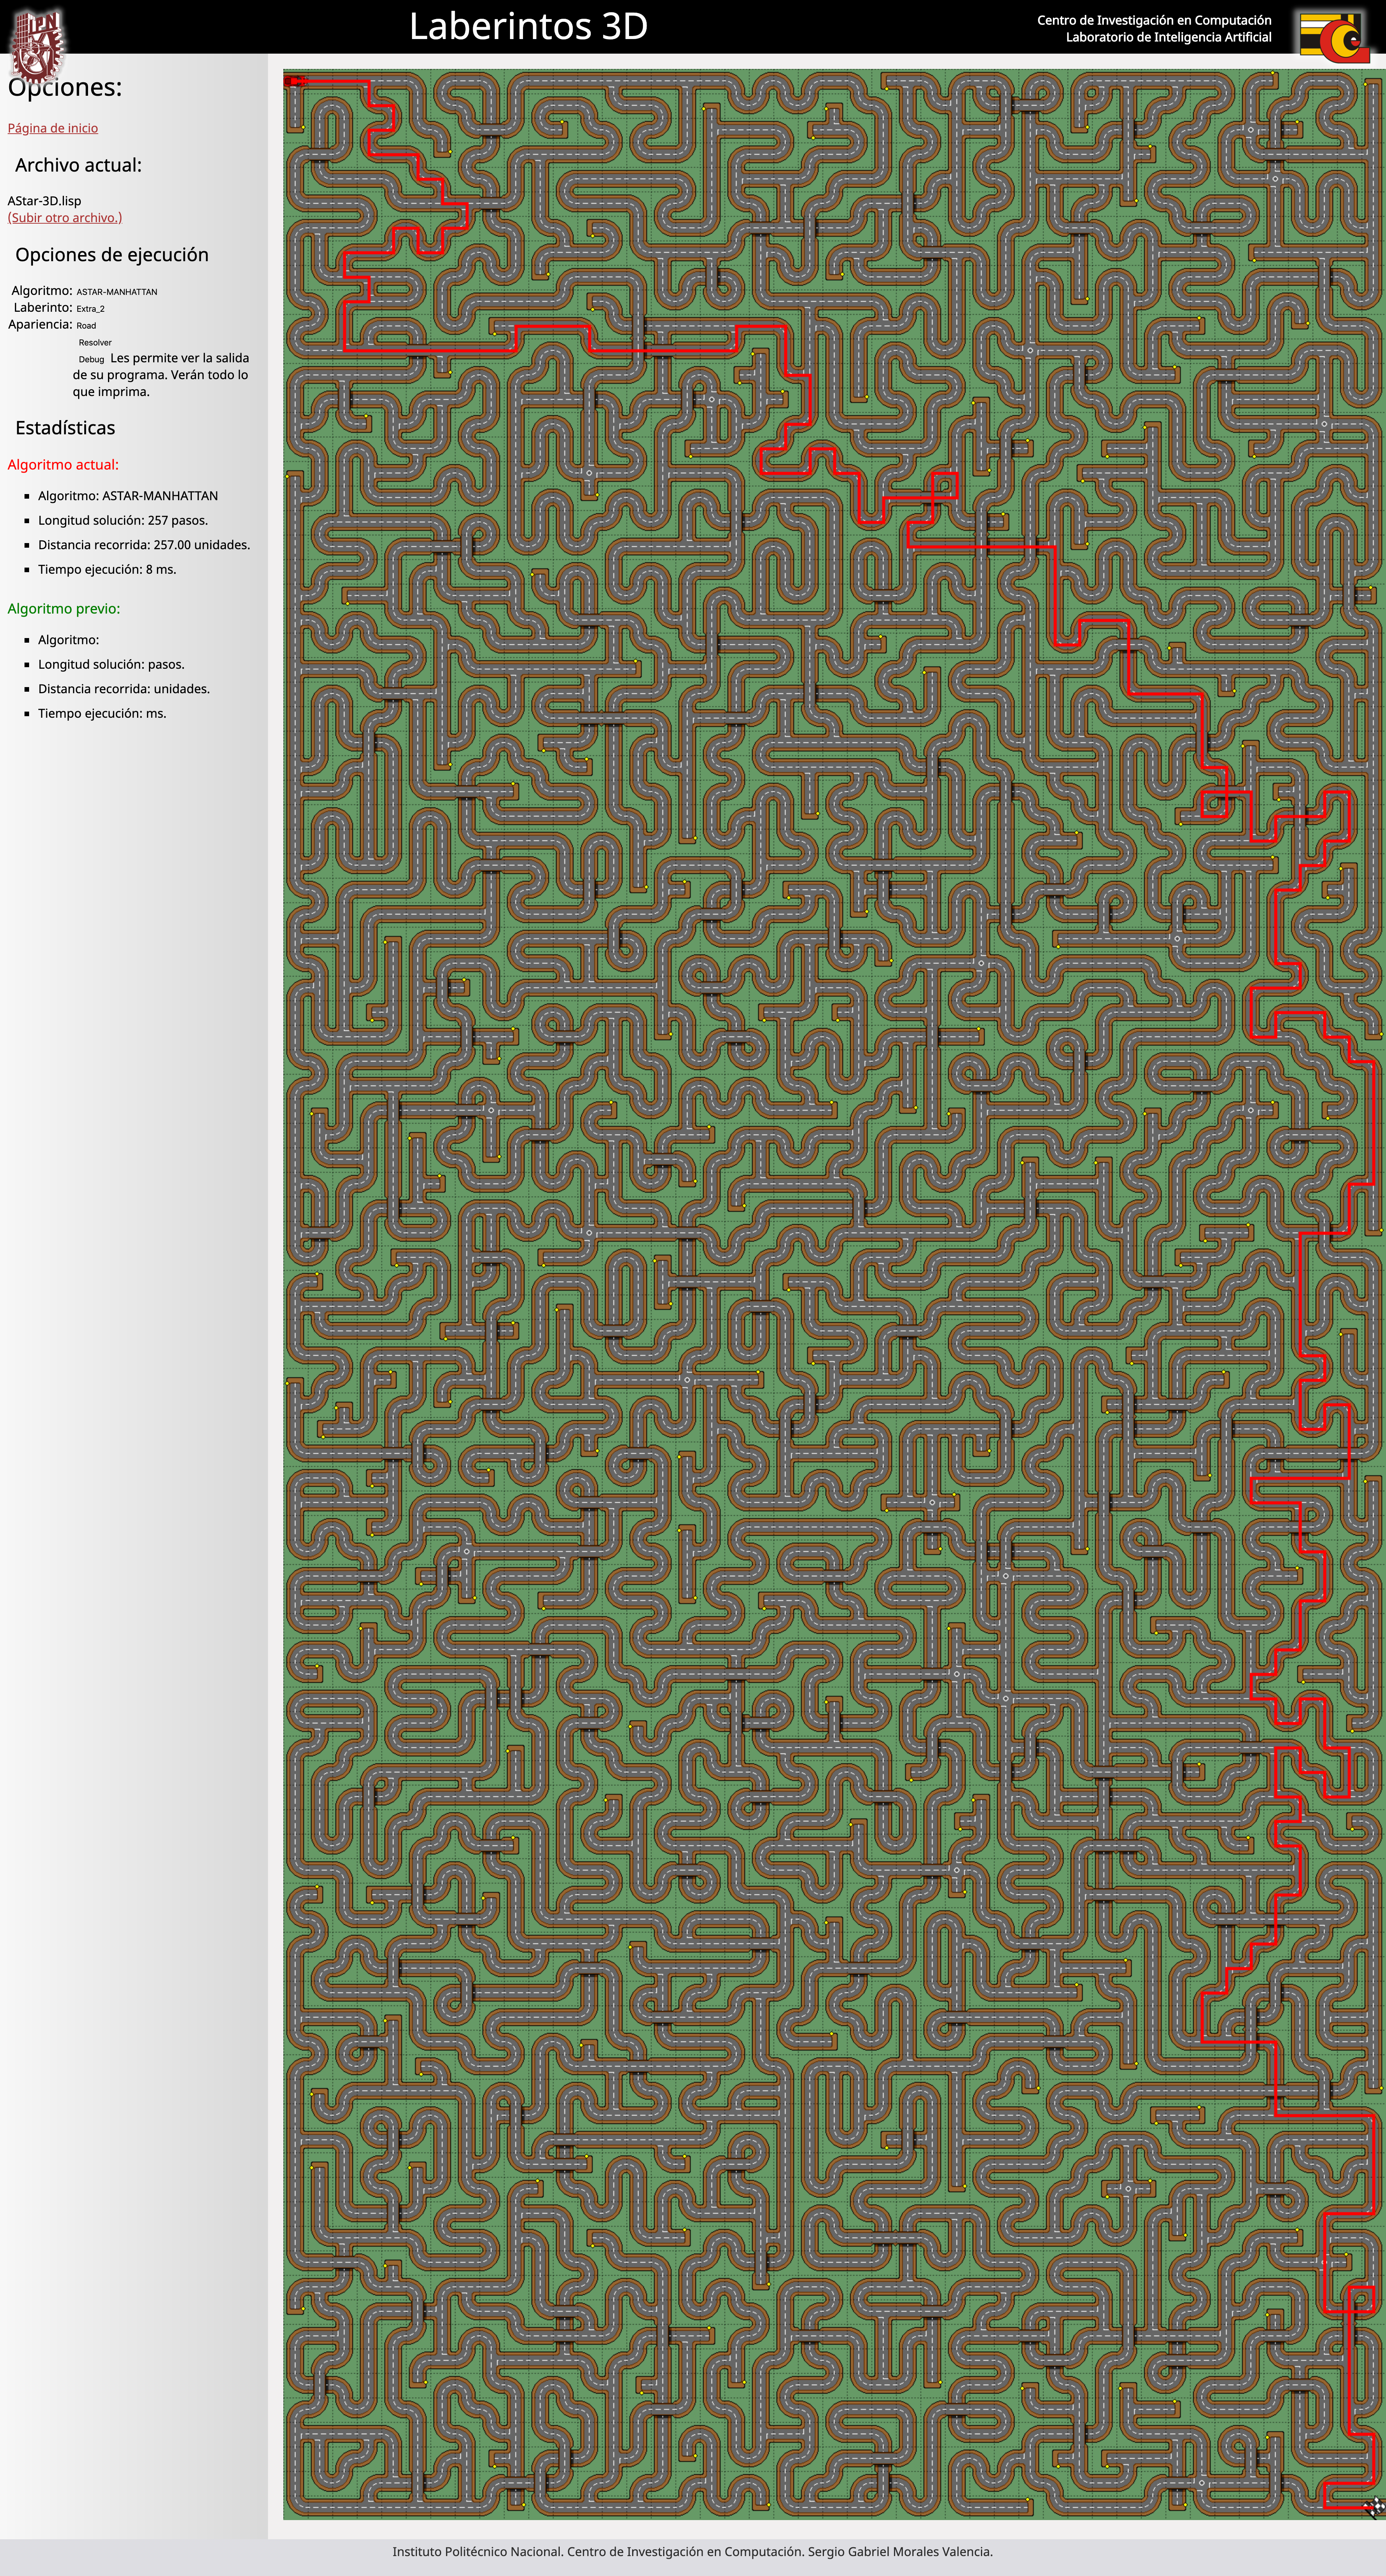 IPN
Laberintos 3D
Centro de Investigación en Computación
Laboratorio de Inteligencia Artificial
Opciones:
Página de inicio
Archivo actual:
AStar-3D.lisp
(Subir otro archivo.)
Opciones de ejecución
Algoritmo: ASTAR-MANHATTAN
Laberinto: Extra_2
Apariencia: Road
Resolver
Debug Les permite ver la salida
de su programa. Verán todo lo
que imprima.
Estadísticas
Algoritmo actual:
Algoritmo: ASTAR-MANHATTAN
Longitud solución: 257 pasos.
Distancia recorrida: 257.00 unidades.
Tiempo ejecución: 8 ms.
Algoritmo previo:
Algoritmo:
Longitud solución: pasos.
Distancia recorrida: unidades.
Tiempo ejecución: ms.
Instituto Politécnico Nacional. Centro de Investigación en Computación. Sergio Gabriel Morales Valencia.